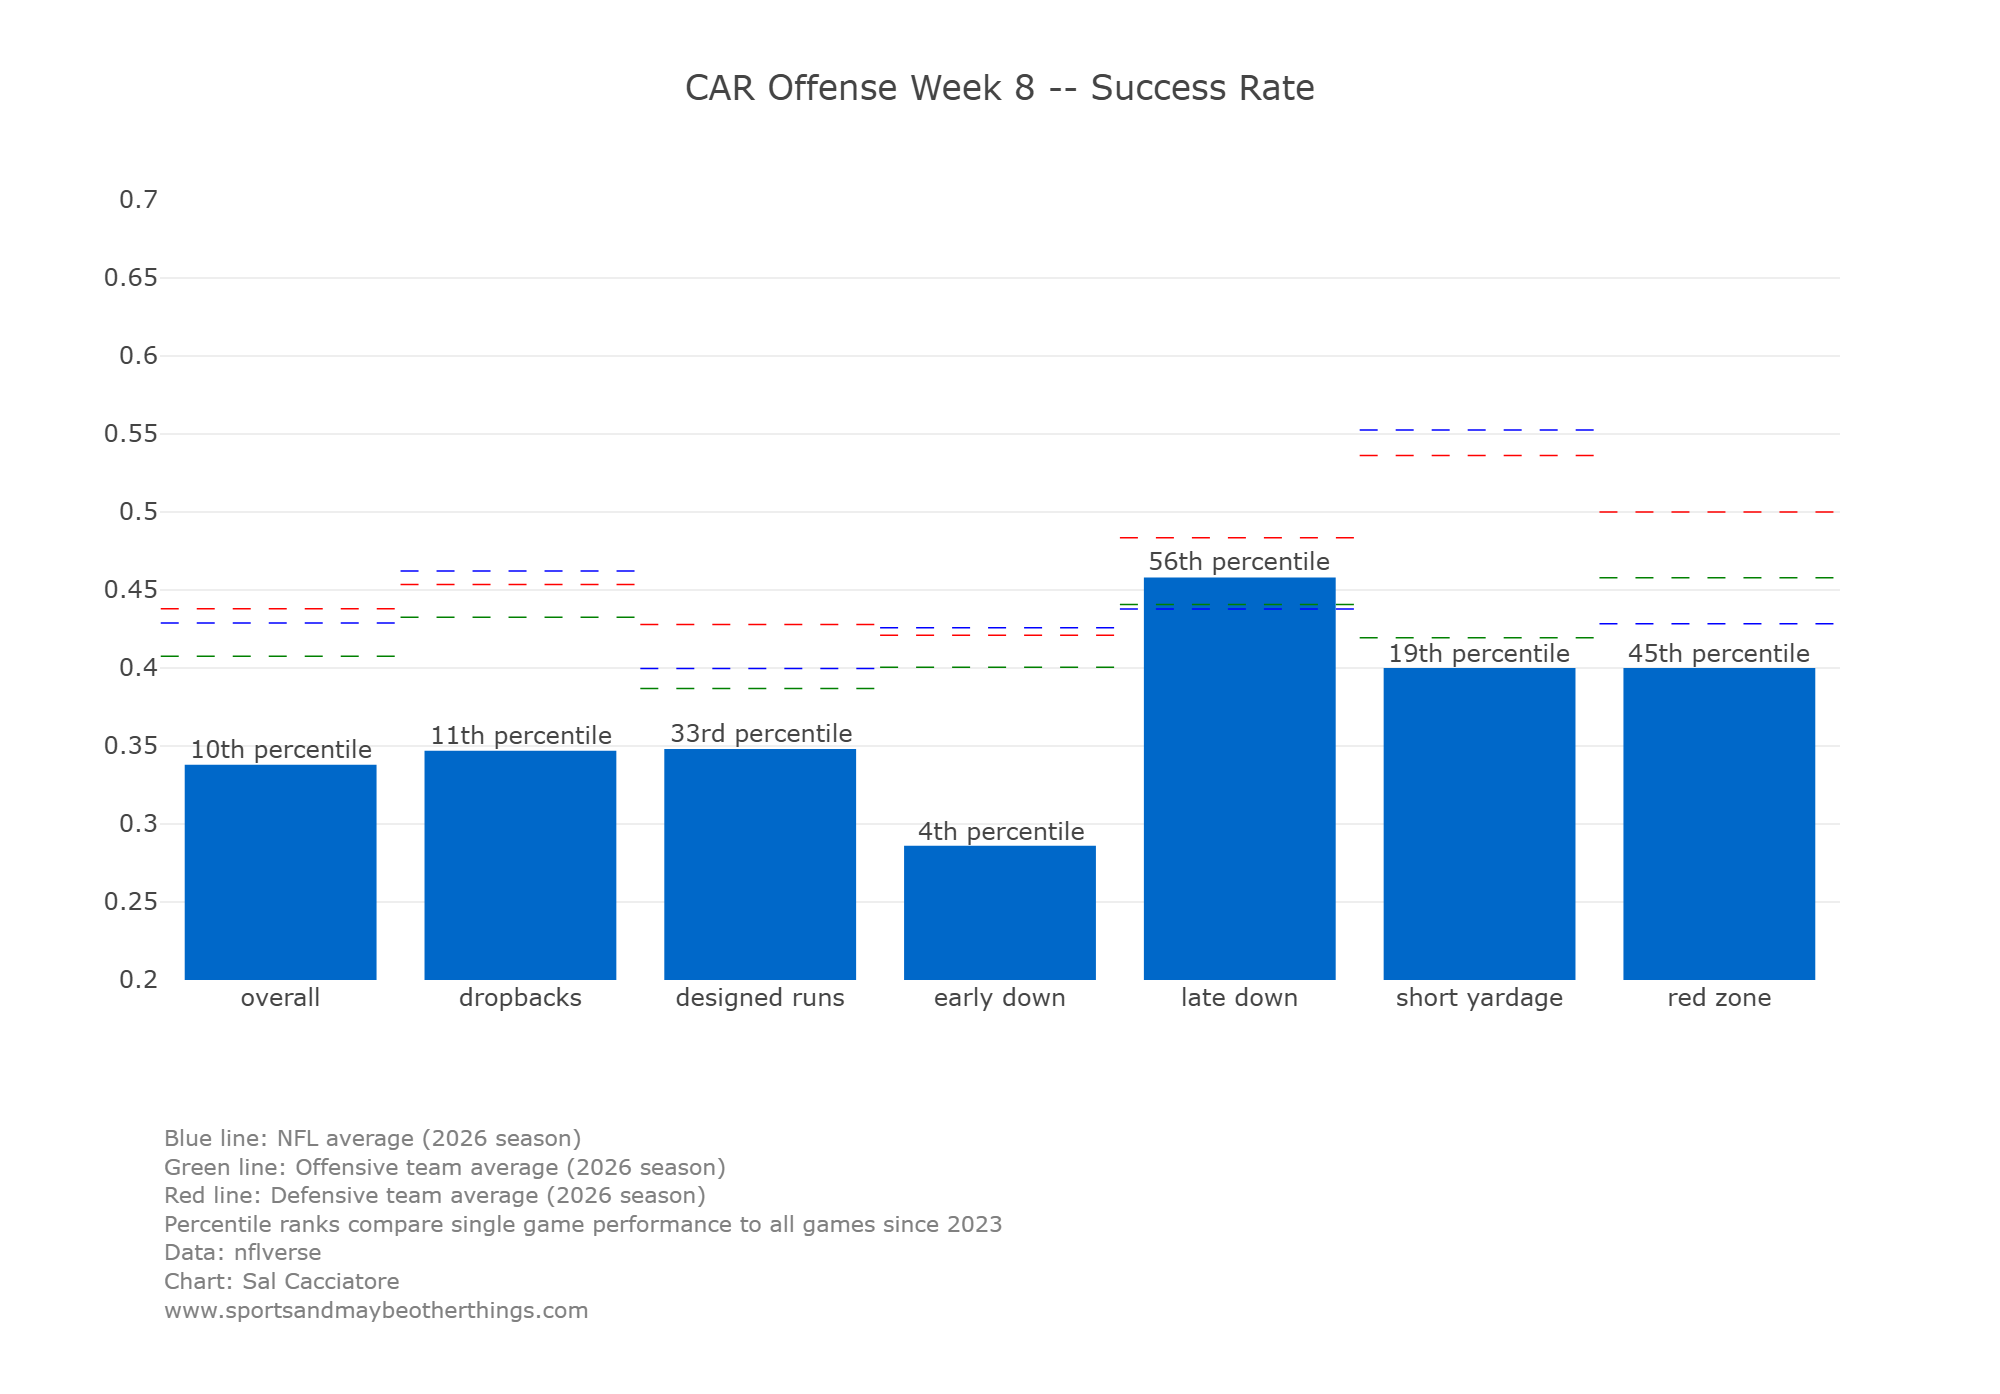 CAR Offense Week 8 -- Success Rate
0.7
0.65
0.6
0.55
0.5
0.45
0.4
0.35
0.3
0.25
0.2
10th percentile
11th percentile
33rd percentile
4th percentile
56th percentile
19th percentile
45th percentile
overall
dropbacks
designed runs
early down
late down
short yardage
red zone
Blue line: NFL average (2026 season)
Green line: Offensive team average (2026 season)
Red line: Defensive team average (2026 season)
Percentile ranks compare single game performance to all games since 2023
Data: nflverse
Chart: Sal Cacciatore
www.sportsandmaybeotherthings.com